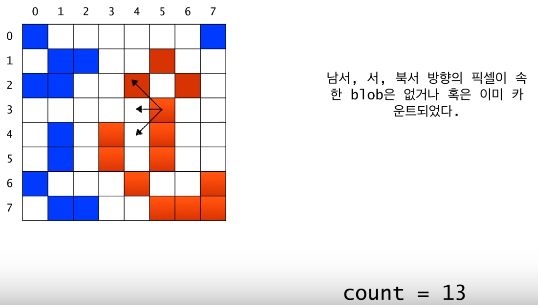 0 1 2 3 4 5 6 7
0
1
2
3
4
5
6
7
남서, 서, 북서 방향의 픽셀이 속
한 blob은 없거나 혹은 이미 카
운트되었다.
count = 13